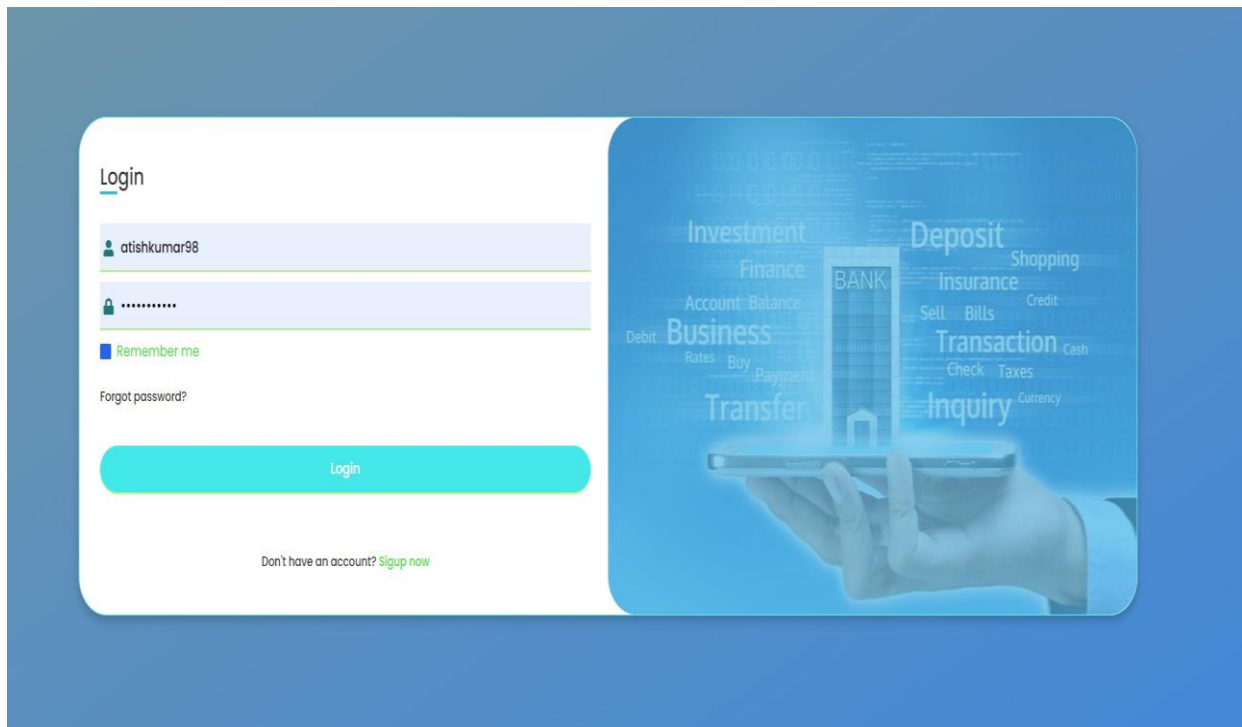 Login
atishkumar98
•••••••••••
Remember me
Forgot password?
Login
Don't have an account? Sigup now
Investment
Finance
Account Balance
Debit Business
Rates Buy
Payment
Transfer
BANK
Deposit
Shopping
Insurance
Credit
Sell Bills
Transaction Cash
Check Taxes
Inquiry Currency